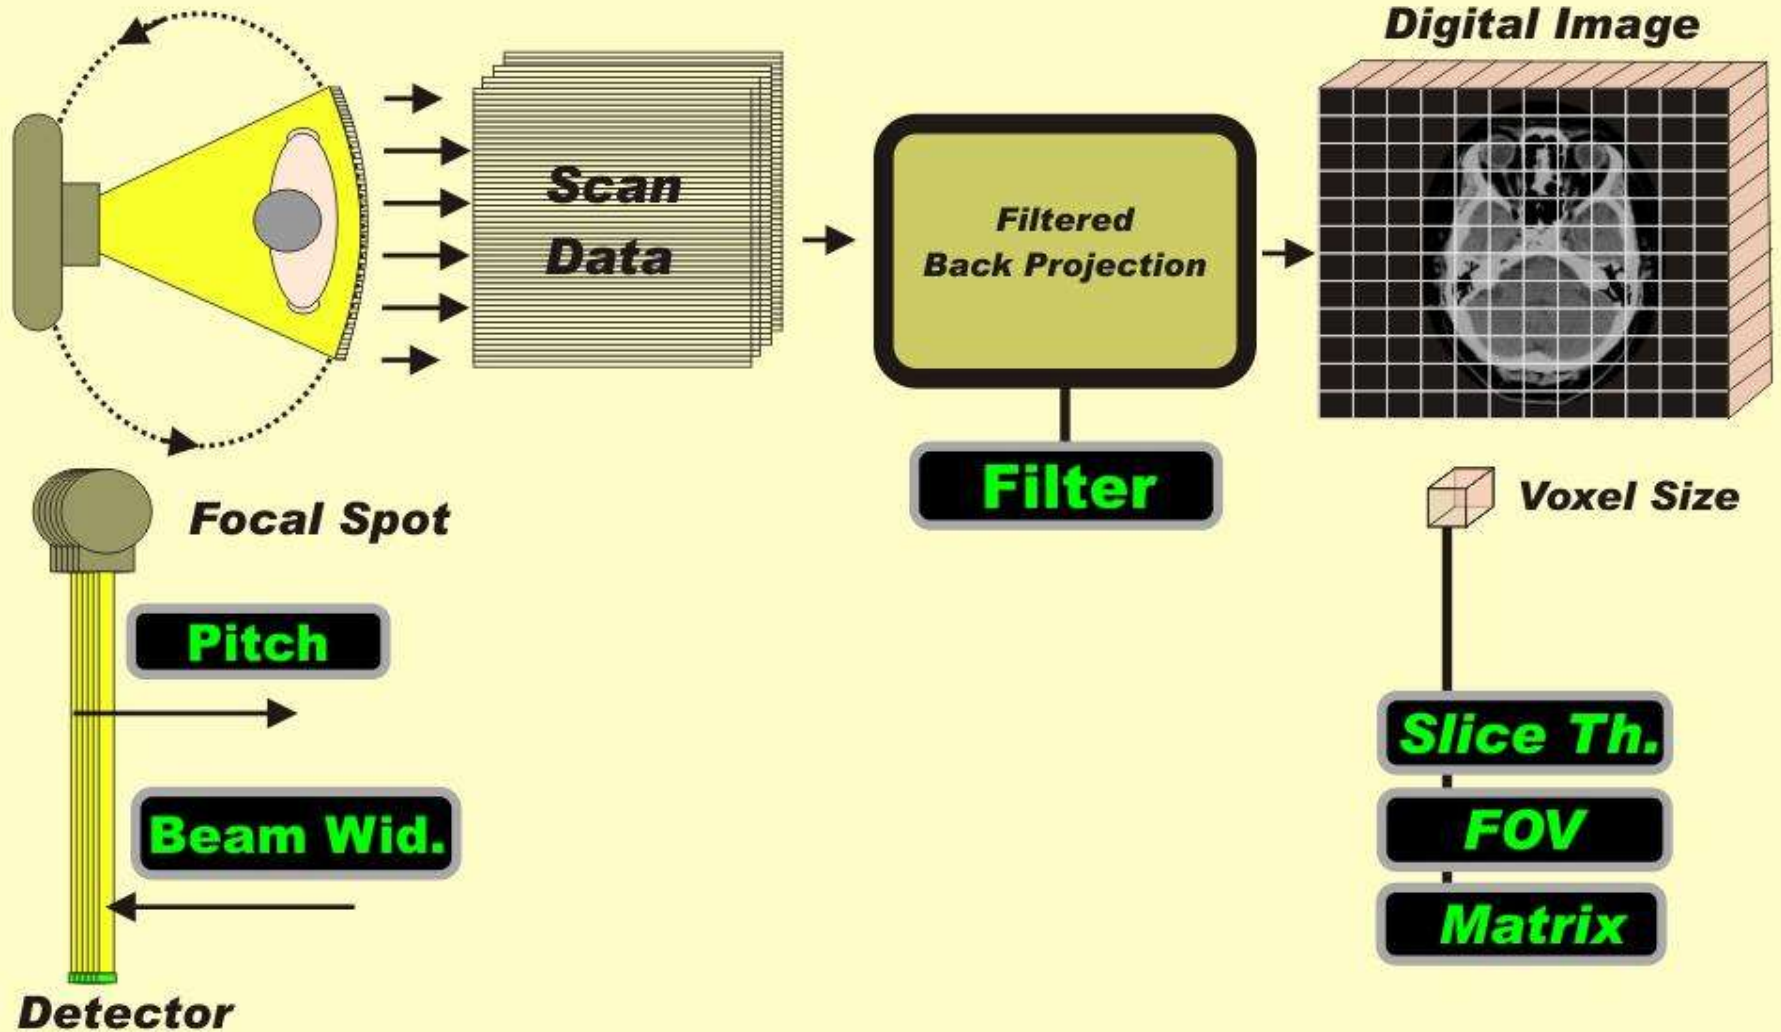 Digital Image
Scan
Data
Filtered
Back Projection
Filter
Focal Spot
Voxel Size
Pitch
Slice Th.
Beam Wid.
FOV
Matrix
Detector